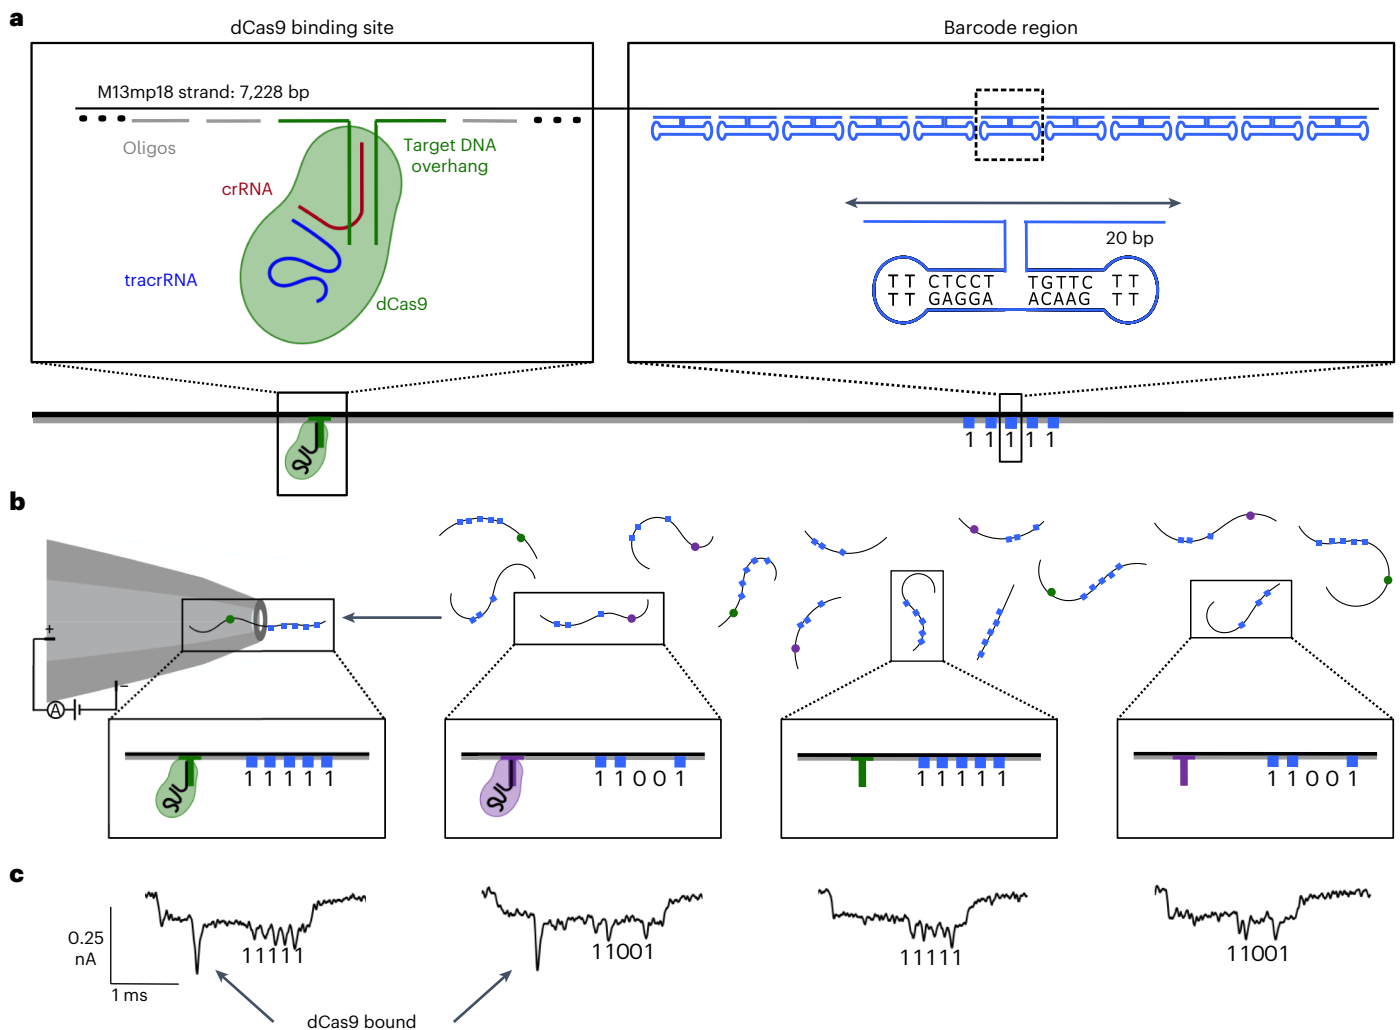 a
dCas9 binding site
Barcode region
M13mp18 strand: 7,228 bp
Oligos
Target DNA
overhang
crRNA
tracrRNA
dCas9
20 bp
T T CTCCT TGTTC T T
T T GAGGA ACAAG T T
1 1 1 1 1
b
+
−
A
1 1 1 1 1
1 1 0 0 1
1 1 1 1 1
1 1 0 0 1
c
0.25
nA
1 ms
11111
11001
11111
11001
dCas9 bound